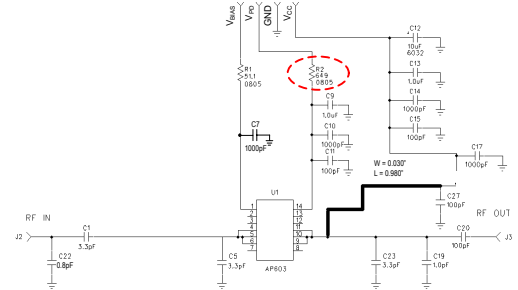 VBIAS VPD GND VCC
C12
10uF
6032
R1
51.1
0805
R2
649
0805
C13
1.0uF
C14
1000pF
C9
1.0uF
C7
1000pF
C15
100pF
C10
1000pF
C11
100pF
C17
1000pF
W = 0.030"
L = 0.980"
U1
1 14
2 13
3 12
4 11
5 10
6 9
7 8
AP603
C27
100pF
RF IN
RF OUT
J2
C1
3.3pF
C20
100pF
J3
C22
0.8pF
C5
3.3pF
C23
3.3pF
C19
1.0pF